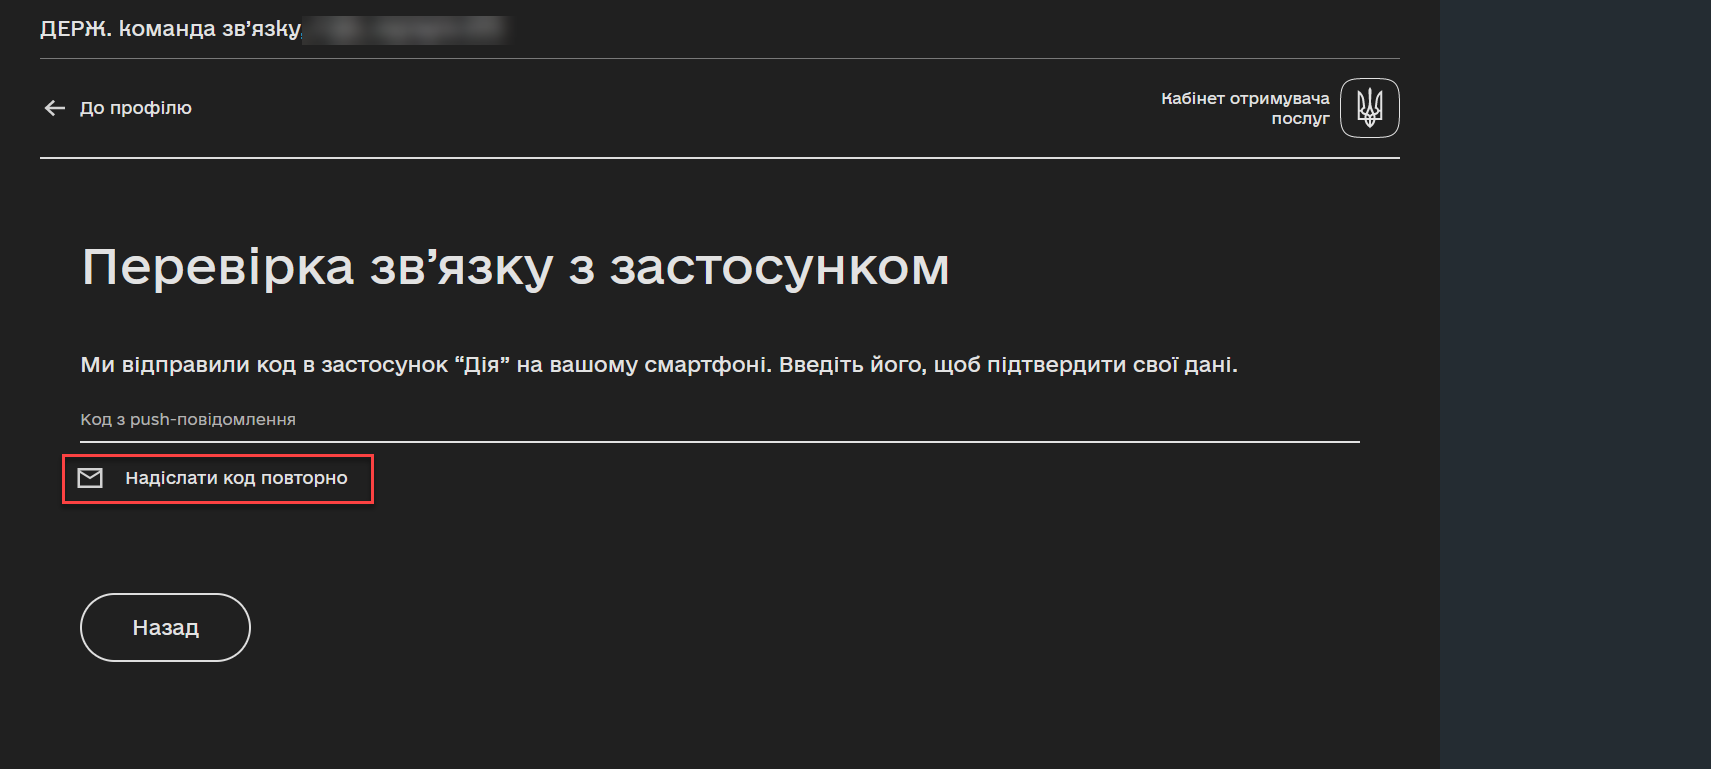 ДЕРЖ. команда зв’язку,
До профілю
Кабінет отримувача
послуг
Перевірка зв’язку з застосунком
Ми відправили код в застосунок “Дія” на вашому смартфоні. Введіть його, щоб підтвердити свої дані.
Код з push-повідомлення
Надіслати код повторно
Назад